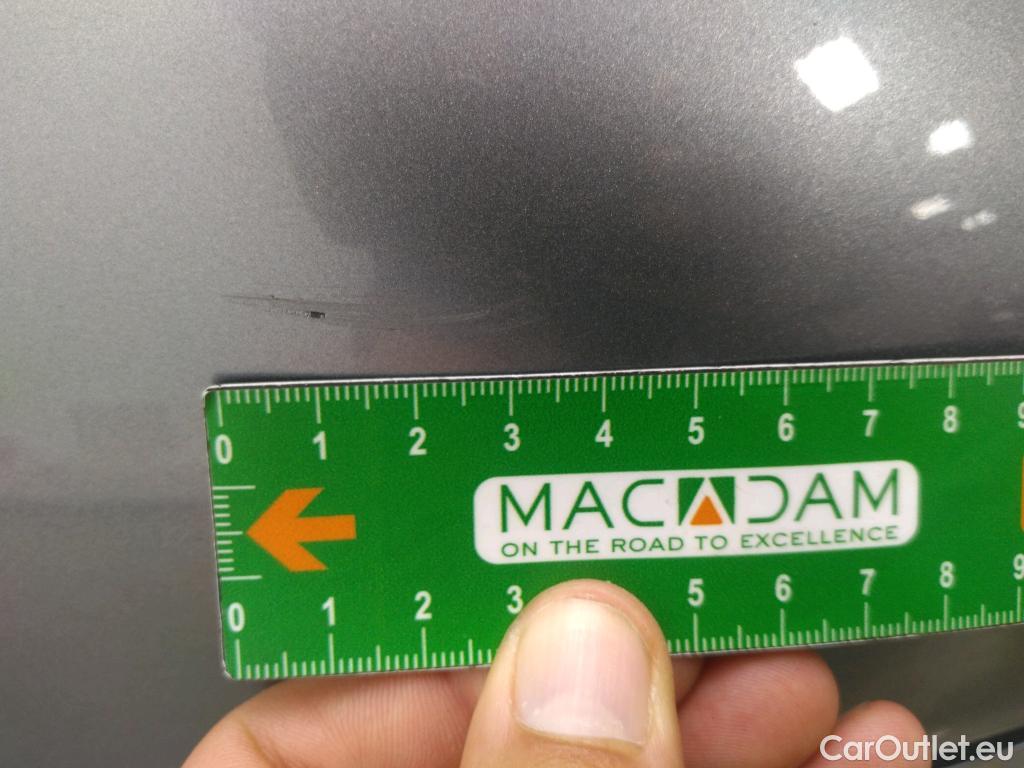 0 1 2 3 4 5 6 7 8 9
MACADAM
ON THE ROAD TO EXCELLENCE
0 1 2 3 5 6 7 8 9
CarOutlet.eu